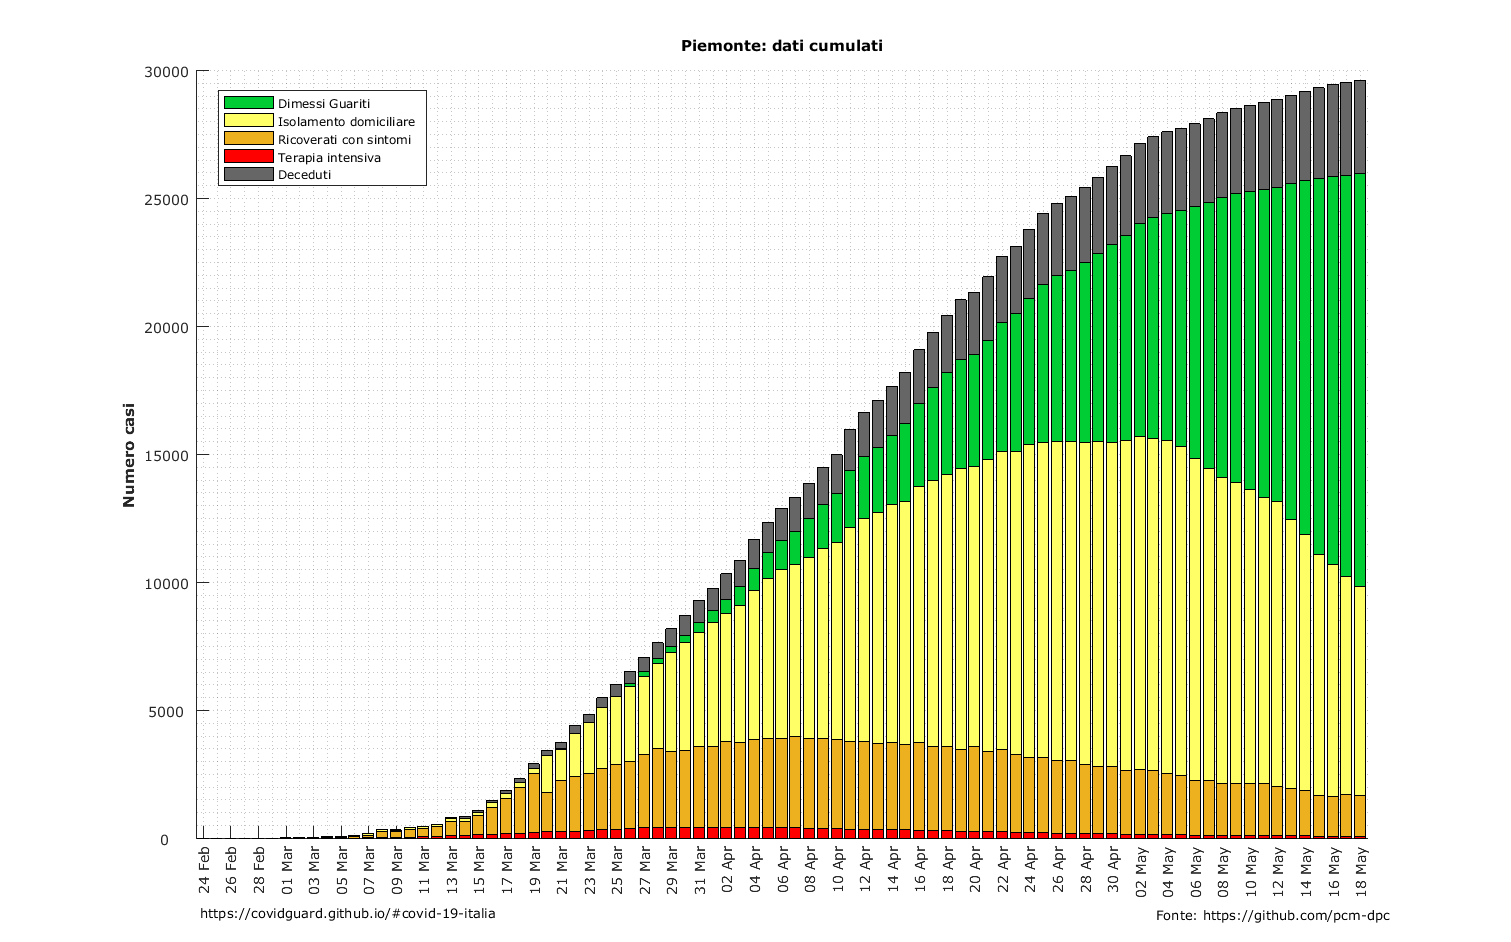 Piemonte: dati cumulati
30000
25000
20000
15000
10000
5000
0
Numero casi
Dimessi Guariti
Isolamento domiciliare
Ricoverati con sintomi
Terapia intensiva
Deceduti
24 Feb
26 Feb
28 Feb
01 Mar
03 Mar
05 Mar
07 Mar
09 Mar
11 Mar
13 Mar
15 Mar
17 Mar
19 Mar
21 Mar
23 Mar
25 Mar
27 Mar
29 Mar
31 Mar
02 Apr
04 Apr
06 Apr
08 Apr
10 Apr
12 Apr
14 Apr
16 Apr
18 Apr
20 Apr
22 Apr
24 Apr
26 Apr
28 Apr
30 Apr
02 May
04 May
06 May
08 May
10 May
12 May
14 May
16 May
18 May
https://covidguard.github.io/#covid-19-italia
Fonte: https://github.com/pcm-dpc